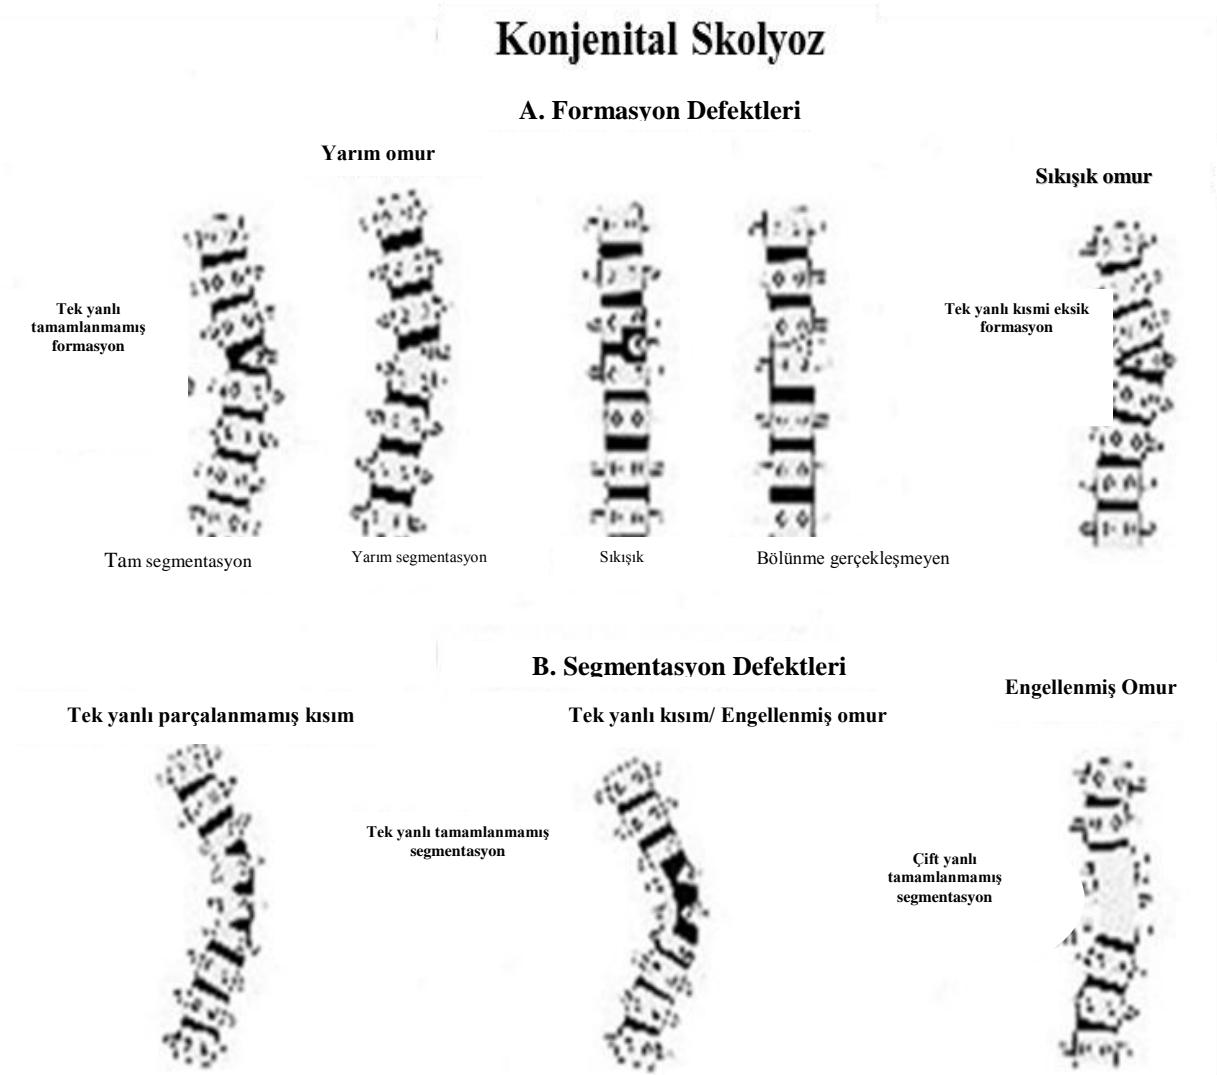 Konjenital Skolyoz
A. Formasyon Defektleri
Yarım omur
Sıkışık omur
Tek yanlı
tamamlanmamış
formasyon
Tek yanlı kısmi eksik
formasyon
Tam segmentasyon
Yarım segmentasyon
Sıkışık
Bölünme gerçekleşmeyen
B. Segmentasyon Defektleri
Engellenmiş Omur
Tek yanlı parçalanmamış kısım
Tek yanlı kısım/ Engellenmiş omur
Tek yanlı tamamlanmamış
segmentasyon
Çift yanlı
tamamlanmamış
segmentasyon